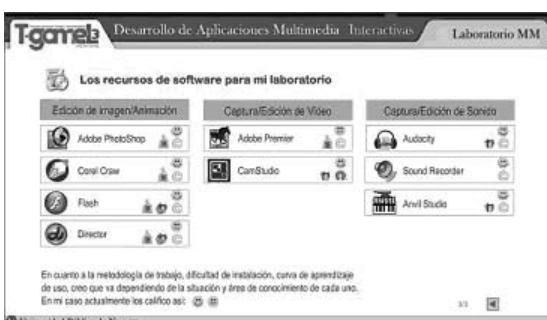 T-game L3
Desarrollo de Aplicaciones Multimedia Interactivas
Laboratorio MM
Los recursos de software para mi laboratorio
Edición de Imagen/Animación
Captura/Edición de Video
Captura/Edición de Sonido
Adobe PhotoShop
Adobe Premier
Audacity
Corel Draw
CamStudio
Sound Recorder
Flash
Anvil Studio
Director
En cuanto a la metodología de trabajo, dificultad de instalación, curva de aprendizaje
de uso, creo que va dependiendo de la situación y área de conocimiento de cada uno.
En mi caso actualmente los califico así: